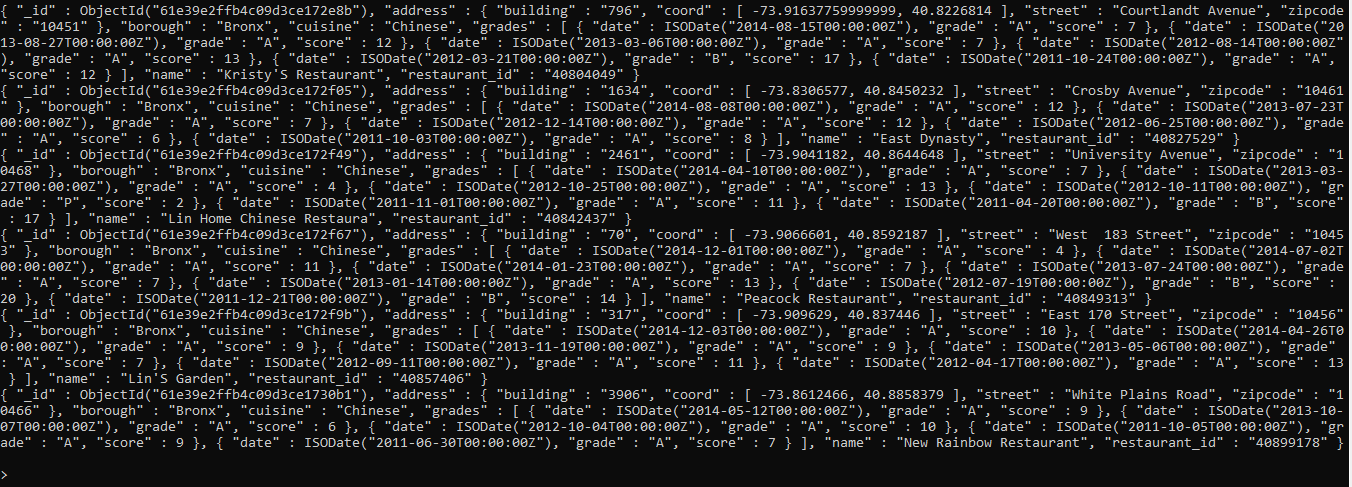 { "_id" : ObjectId("61e39e2ffb4c09d3ce172e8b"), "address" : { "building" : "796", "coord" : [ -73.91637759999999, 40.8226814 ], "street" : "Courtlandt Avenue", "zipcode
" : "10451" }, "borough" : "Bronx", "cuisine" : "Chinese", "grades" : [ { "date" : ISODate("2014-08-15T00:00:00Z"), "grade" : "A", "score" : 7 }, { "date" : ISODate("20
13-08-27T00:00:00Z"), "grade" : "A", "score" : 12 }, { "date" : ISODate("2013-03-06T00:00:00Z"), "grade" : "A", "score" : 7 }, { "date" : ISODate("2012-08-14T00:00:00Z"
), "grade" : "A", "score" : 13 }, { "date" : ISODate("2012-03-21T00:00:00Z"), "grade" : "B", "score" : 17 }, { "date" : ISODate("2011-10-24T00:00:00Z"), "grade" : "A",
"score" : 12 } ], "name" : "Kristy'S Restaurant", "restaurant_id" : "40804049" }
{ "_id" : ObjectId("61e39e2ffb4c09d3ce172f05"), "address" : { "building" : "1634", "coord" : [ -73.8306577, 40.8450232 ], "street" : "Crosby Avenue", "zipcode" : "10461
" }, "borough" : "Bronx", "cuisine" : "Chinese", "grades" : [ { "date" : ISODate("2014-08-08T00:00:00Z"), "grade" : "A", "score" : 12 }, { "date" : ISODate("2013-07-23T
00:00:00Z"), "grade" : "A", "score" : 7 }, { "date" : ISODate("2012-12-14T00:00:00Z"), "grade" : "A", "score" : 12 }, { "date" : ISODate("2012-06-25T00:00:00Z"), "grade
" : "A", "score" : 6 }, { "date" : ISODate("2011-10-03T00:00:00Z"), "grade" : "A", "score" : 8 } ], "name" : "East Dynasty", "restaurant_id" : "40827529" }
{ "_id" : ObjectId("61e39e2ffb4c09d3ce172f49"), "address" : { "building" : "2461", "coord" : [ -73.9041182, 40.8644648 ], "street" : "University Avenue", "zipcode" : "1
0468" }, "borough" : "Bronx", "cuisine" : "Chinese", "grades" : [ { "date" : ISODate("2014-04-10T00:00:00Z"), "grade" : "A", "score" : 7 }, { "date" : ISODate("2013-03-
27T00:00:00Z"), "grade" : "A", "score" : 4 }, { "date" : ISODate("2012-10-25T00:00:00Z"), "grade" : "A", "score" : 13 }, { "date" : ISODate("2012-10-11T00:00:00Z"), "gr
ade" : "P", "score" : 2 }, { "date" : ISODate("2011-11-01T00:00:00Z"), "grade" : "A", "score" : 11 }, { "date" : ISODate("2011-04-20T00:00:00Z"), "grade" : "B", "score"
 : 17 } ], "name" : "Lin Home Chinese Restaura", "restaurant_id" : "40842437" }
{ "_id" : ObjectId("61e39e2ffb4c09d3ce172f67"), "address" : { "building" : "70", "coord" : [ -73.9066601, 40.8592187 ], "street" : "West  183 Street", "zipcode" : "1045
3" }, "borough" : "Bronx", "cuisine" : "Chinese", "grades" : [ { "date" : ISODate("2014-12-01T00:00:00Z"), "grade" : "A", "score" : 4 }, { "date" : ISODate("2014-07-02T
00:00:00Z"), "grade" : "A", "score" : 11 }, { "date" : ISODate("2014-01-23T00:00:00Z"), "grade" : "A", "score" : 7 }, { "date" : ISODate("2013-07-24T00:00:00Z"), "grade
" : "A", "score" : 7 }, { "date" : ISODate("2013-01-14T00:00:00Z"), "grade" : "A", "score" : 13 }, { "date" : ISODate("2012-07-19T00:00:00Z"), "grade" : "B", "score" :
20 }, { "date" : ISODate("2011-12-21T00:00:00Z"), "grade" : "B", "score" : 14 } ], "name" : "Peacock Restaurant", "restaurant_id" : "40849313" }
{ "_id" : ObjectId("61e39e2ffb4c09d3ce172f9b"), "address" : { "building" : "317", "coord" : [ -73.909629, 40.837446 ], "street" : "East 170 Street", "zipcode" : "10456"
 }, "borough" : "Bronx", "cuisine" : "Chinese", "grades" : [ { "date" : ISODate("2014-12-03T00:00:00Z"), "grade" : "A", "score" : 10 }, { "date" : ISODate("2014-04-26T0
0:00:00Z"), "grade" : "A", "score" : 9 }, { "date" : ISODate("2013-11-19T00:00:00Z"), "grade" : "A", "score" : 9 }, { "date" : ISODate("2013-05-06T00:00:00Z"), "grade"
: "A", "score" : 7 }, { "date" : ISODate("2012-09-11T00:00:00Z"), "grade" : "A", "score" : 11 }, { "date" : ISODate("2012-04-17T00:00:00Z"), "grade" : "A", "score" : 13
 } ], "name" : "Lin'S Garden", "restaurant_id" : "40857406" }
{ "_id" : ObjectId("61e39e2ffb4c09d3ce1730b1"), "address" : { "building" : "3906", "coord" : [ -73.8612466, 40.8858379 ], "street" : "White Plains Road", "zipcode" : "1
0466" }, "borough" : "Bronx", "cuisine" : "Chinese", "grades" : [ { "date" : ISODate("2014-05-12T00:00:00Z"), "grade" : "A", "score" : 9 }, { "date" : ISODate("2013-10-
07T00:00:00Z"), "grade" : "A", "score" : 6 }, { "date" : ISODate("2012-10-04T00:00:00Z"), "grade" : "A", "score" : 10 }, { "date" : ISODate("2011-10-05T00:00:00Z"), "gr
ade" : "A", "score" : 9 }, { "date" : ISODate("2011-06-30T00:00:00Z"), "grade" : "A", "score" : 7 } ], "name" : "New Rainbow Restaurant", "restaurant_id" : "40899178" }
>